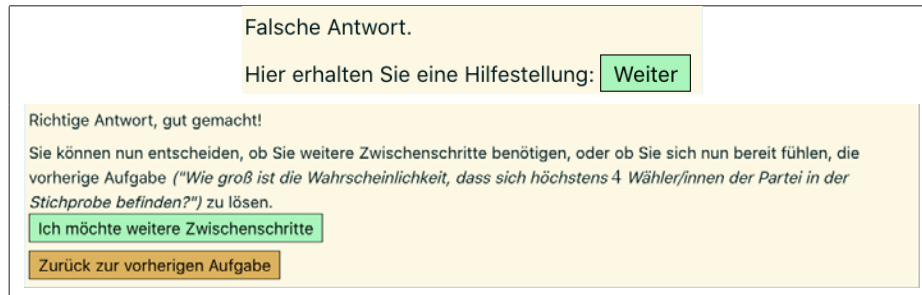 Falsche Antwort.
Hier erhalten Sie eine Hilfestellung: Weiter
Richtige Antwort, gut gemacht!
Sie können nun entscheiden, ob Sie weitere Zwischenschritte benötigen, oder ob Sie sich nun bereit fühlen, die
vorherige Aufgabe ("Wie groß ist die Wahrscheinlichkeit, dass sich höchstens 4 Wähler/innen der Partei in der
Stichprobe befinden?") zu lösen.
Ich möchte weitere Zwischenschritte
Zurück zur vorherigen Aufgabe